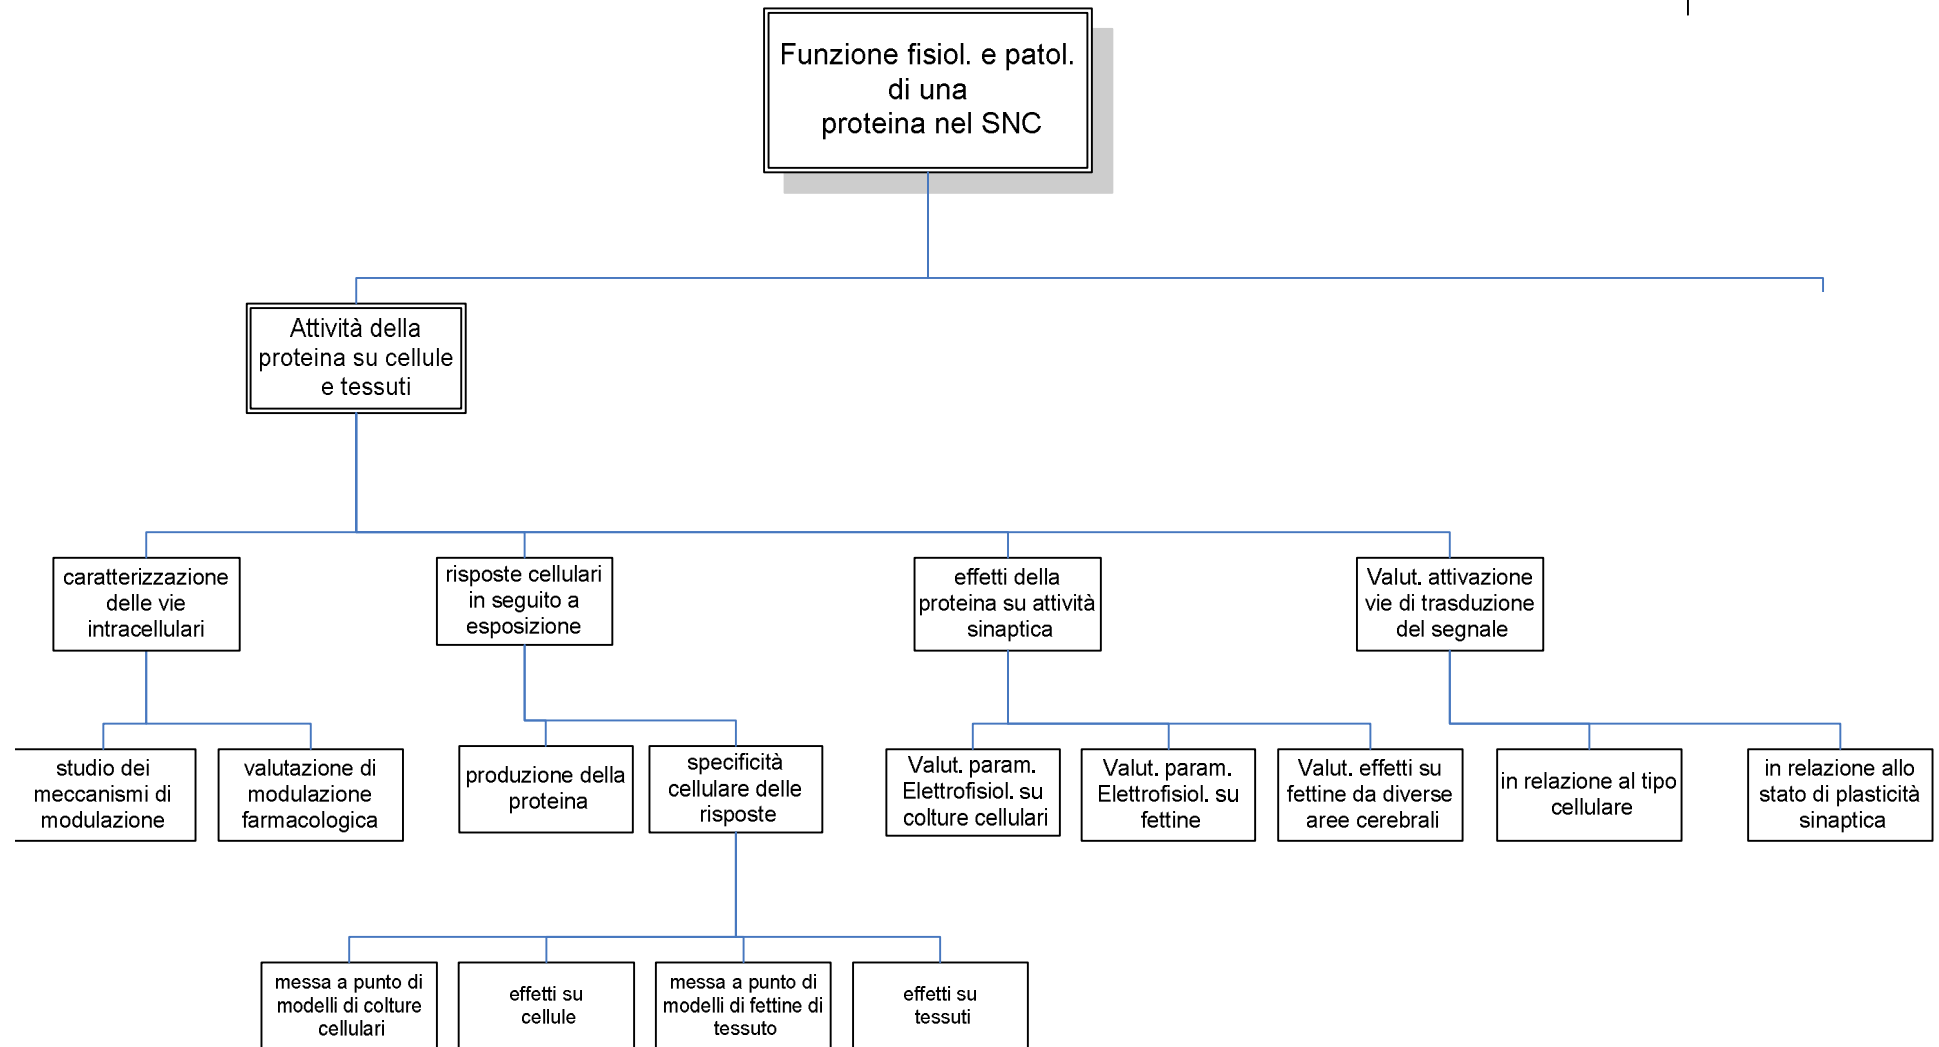 Funzione fisiol. e patol.
di una
proteina nel SNC
Attività della
proteina su cellule
e tessuti
caratterizzazione
delle vie
intracellulari
risposte cellulari
in seguito a
esposizione
effetti della
proteina su attività
sinaptica
Valut. attivazione
vie di trasduzione
del segnale
studio dei
meccanismi di
modulazione
valutazione di
modulazione
farmacologica
produzione della
proteina
specificità
cellulare delle
risposte
Valut. param.
Elettrofisiol. su
colture cellulari
Valut. param.
Elettrofisiol. su
fettine
Valut. effetti su
fettine da diverse
aree cerebrali
in relazione al tipo
cellulare
in relazione allo
stato di plasticità
sinaptica
messa a punto di
modelli di colture
cellulari
effetti su
cellule
messa a punto di
modelli di fettine di
tessuto
effetti su
tessuti